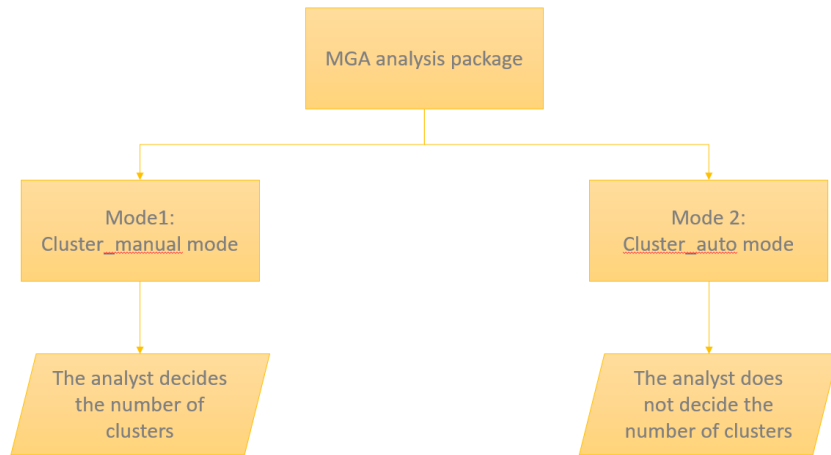 MGA analysis package
Mode1:
Cluster_manual mode
Mode 2:
Cluster_auto mode
The analyst decides
the number of
clusters
The analyst does
not decide the
number of clusters